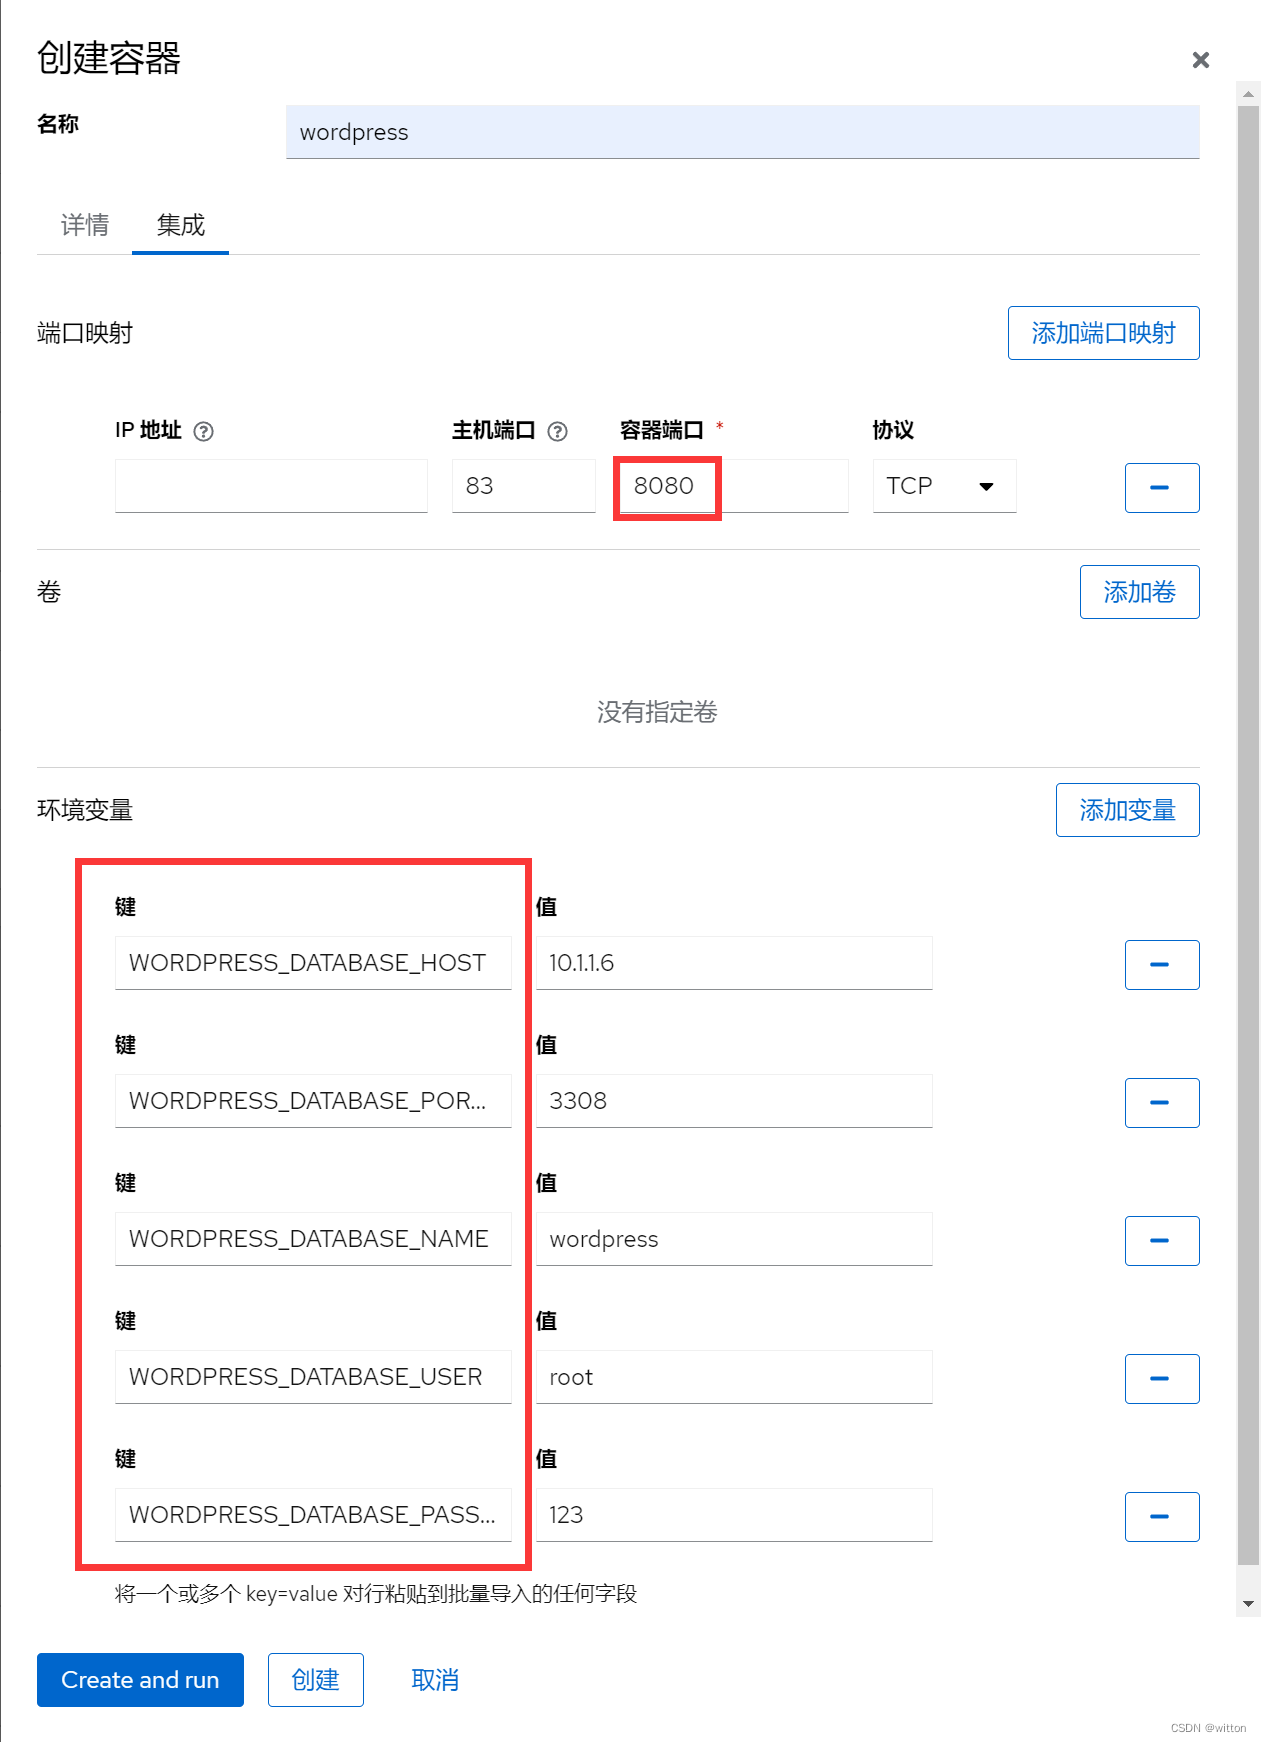 创建容器
名称
wordpress
详情 集成
端口映射 添加端口映射
IP 地址 主机端口 容器端口 * 协议
83 8080 TCP
卷 添加卷
没有指定卷
环境变量 添加变量
键 值
WORDPRESS_DATABASE_HOST 10.1.1.6
键 值
WORDPRESS_DATABASE_POR... 3308
键 值
WORDPRESS_DATABASE_NAME wordpress
键 值
WORDPRESS_DATABASE_USER root
键 值
WORDPRESS_DATABASE_PASS... 123
将一个或多个 key=value 对行粘贴到批量导入的任何字段
Create and run 创建 取消
CSDN @witton